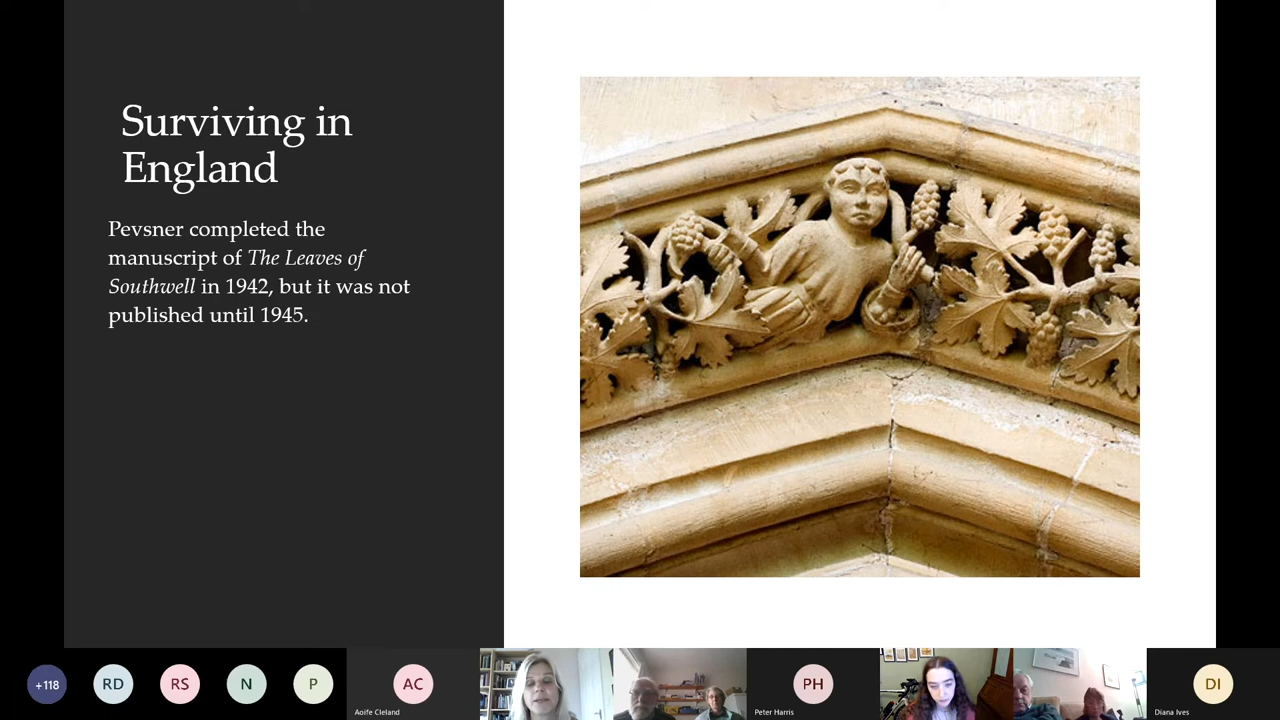 Surviving in
England
Pevsner completed the
manuscript of The Leaves of
Southwell in 1942, but it was not
published until 1945.
+118
RD
RS
N
P
AC
Aoife Cleland
PH
Peter Harris
DI
Diana Ives